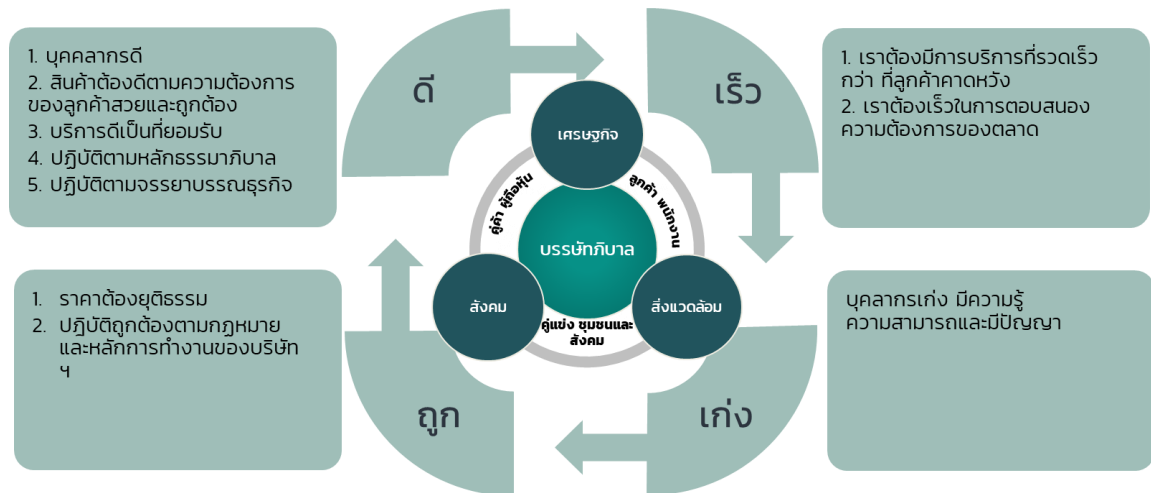 1. บุคคลากรดี
2. สินค้าต้องดีตามความต้องการ
ของลูกค้าสวยและถูกต้อง
3. บริการดีเป็นที่ยอมรับ
4. ปฏิบัติตามหลักธรรมาภิบาล
5. ปฏิบัติตามจรรยาบรรณธุรกิจ
ดี
เร็ว
1. เราต้องมีการบริการที่รวดเร็ว
กว่า ที่ลูกค้าคาดหวัง
2. เราต้องเร็วในการตอบสนอง
ความต้องการของตลาด
เศรษฐกิจ
คู่ค้า ผู้ถือหุ้น
ลูกค้า พนักงาน
บรรษัทภิบาล
สังคม
สิ่งแวดล้อม
คู่แข่ง ชุมชนและ
สังคม
1. ราคาต้องยุติธรรม
2. ปฎิบัติถูกต้องตามกฎหมาย
และหลักการทำงานของบริษัท
ฯ
ถูก
เก่ง
บุคลากรเก่ง มีความรู้
ความสามารถและมีปัญญา